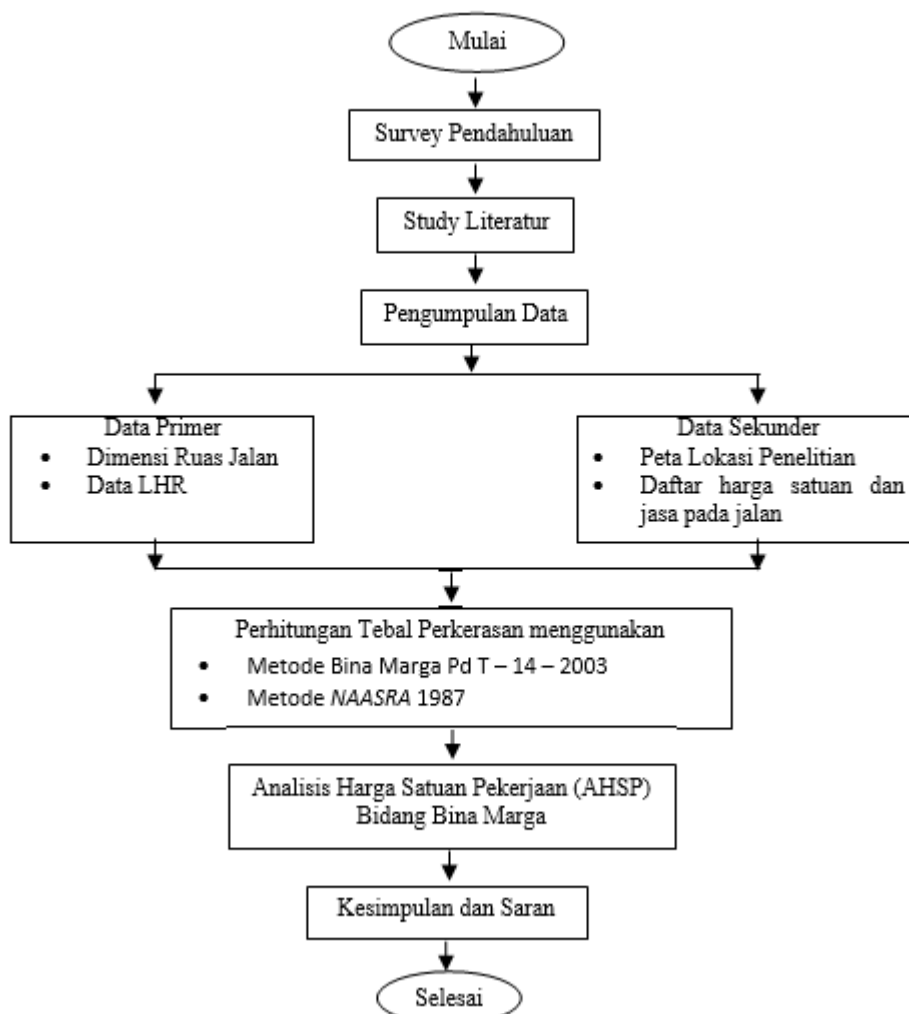 Mulai
Survey Pendahuluan
Study Literatur
Pengumpulan Data
Data Primer
• Dimensi Ruas Jalan
• Data LHR
Data Sekunder
• Peta Lokasi Penelitian
• Daftar harga satuan dan
jasa pada jalan
Perhitungan Tebal Perkerasan menggunakan
• Metode Bina Marga Pd T – 14 – 2003
• Metode NAASRA 1987
Analisis Harga Satuan Pekerjaan (AHSP)
Bidang Bina Marga
Kesimpulan dan Saran
Selesai